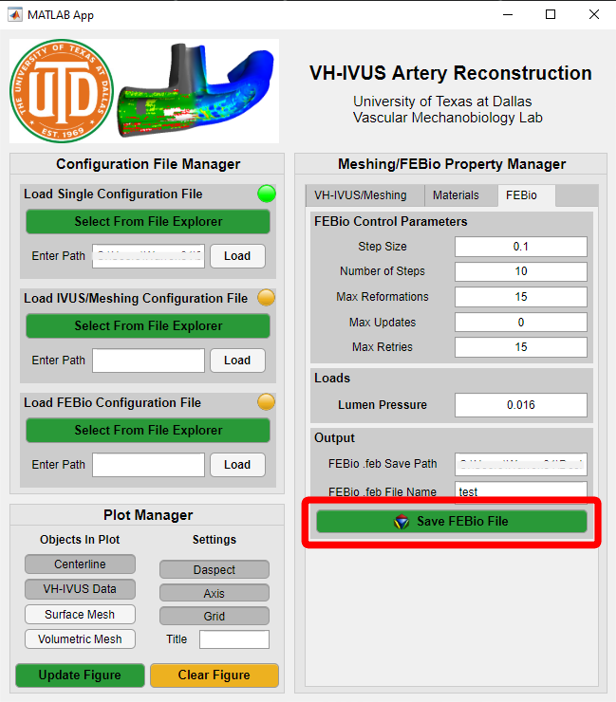 MATLAB App
THE UNIVERSITY OF TEXAS AT DALLAS
UTD
EST. 1969
VH-IVUS Artery Reconstruction
University of Texas at Dallas
Vascular Mechanobiology Lab
Configuration File Manager
Load Single Configuration File
Select From File Explorer
Enter Path
Load
Load IVUS/Meshing Configuration File
Select From File Explorer
Enter Path
Load
Load FEBio Configuration File
Select From File Explorer
Enter Path
Load
Plot Manager
Objects In Plot
Centerline
VH-IVUS Data
Surface Mesh
Volumetric Mesh
Settings
Daspect
Axis
Grid
Title
Update Figure
Clear Figure
Meshing/FEBio Property Manager
VH-IVUS/Meshing
Materials
FEBio
FEBio Control Parameters
Step Size 0.1
Number of Steps 10
Max Reformations 15
Max Updates 0
Max Retries 15
Loads
Lumen Pressure 0.016
Output
FEBio .feb Save Path
FEBio .feb File Name test
Save FEBio File